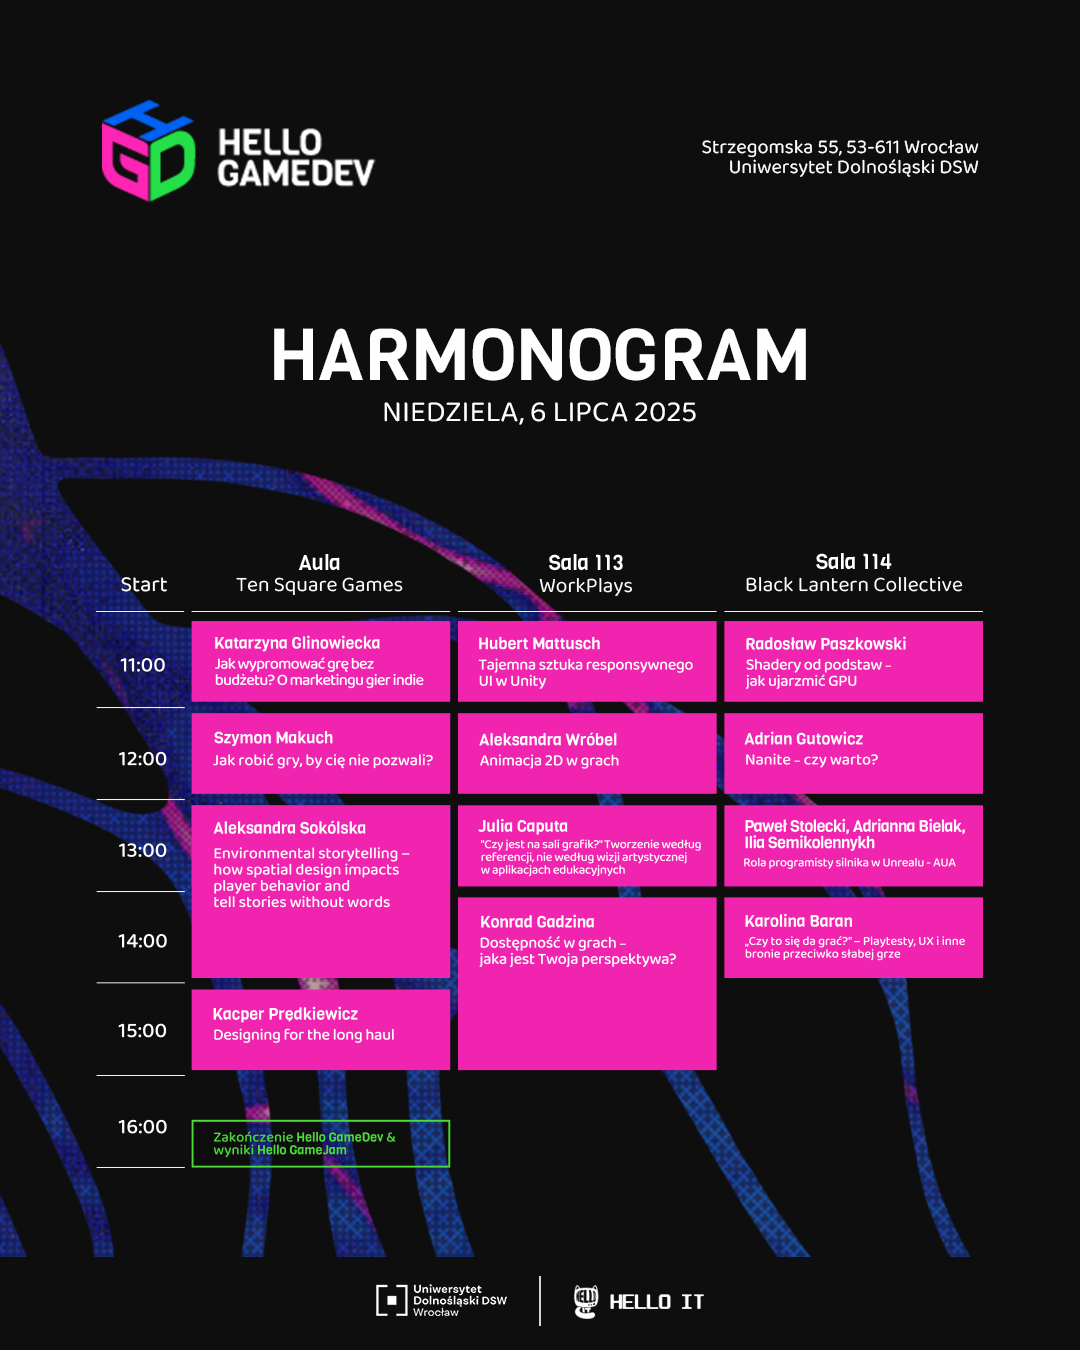 HELLO
GAMEDEV
Strzegomska 55, 53-611 Wrocław
Uniwersytet Dolnośląski DSW
HARMONOGRAM
NIEDZIELA, 6 LIPCA 2025
Start
Aula
Ten Square Games
Sala 113
WorkPlays
Sala 114
Black Lantern Collective
11:00
Katarzyna Glinowiecka
Jak wypromować grę bez
budżetu? O marketingu gier indie
Hubert Mattusch
Tajemna sztuka responsywnego
UI w Unity
Radosław Paszkowski
Shadery od podstaw –
jak ujarzmić GPU
12:00
Szymon Makuch
Jak robić gry, by cię nie pozwali?
Aleksandra Wróbel
Animacja 2D w grach
Adrian Gutowicz
Nanite – czy warto?
13:00
Aleksandra Sokólska
Environmental storytelling –
how spatial design impacts
player behavior and
tell stories without words
Julia Caputa
"Czy jest na sali grafik?" Tworzenie według
referencji, nie według wizji artystycznej
w aplikacjach edukacyjnych
Paweł Stolecki, Adrianna Bielak,
Ilia Semikolennykh
Rola programisty silnika w Unrealu - AUA
14:00
Konrad Gadzina
Dostępność w grach –
jaka jest Twoja perspektywa?
Karolina Baran
„Czy to się da grać?" – Playtesty, UX i inne
bronie przeciwko słabej grze
15:00
Kacper Prędkiewicz
Designing for the long haul
16:00
Zakończenie Hello GameDev &
wyniki Hello GameJam
Uniwersytet
Dolnośląski DSW
Wrocław
HELLO IT